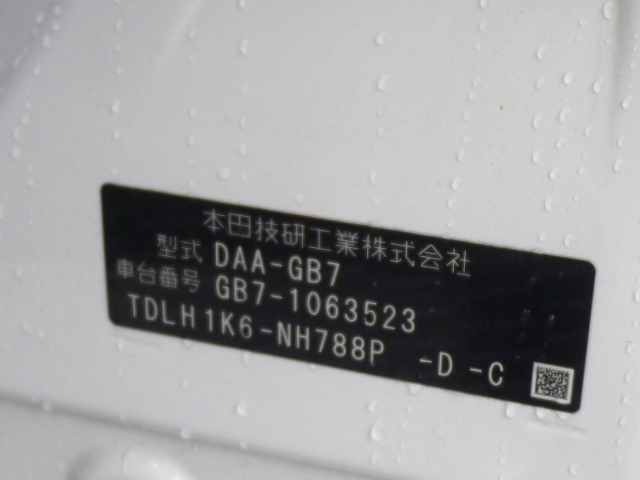 本田技研工業株式会社
型式 DAA-GB7
車台番号 GB7-1063523
TDLH1K6-NH788P -D -C